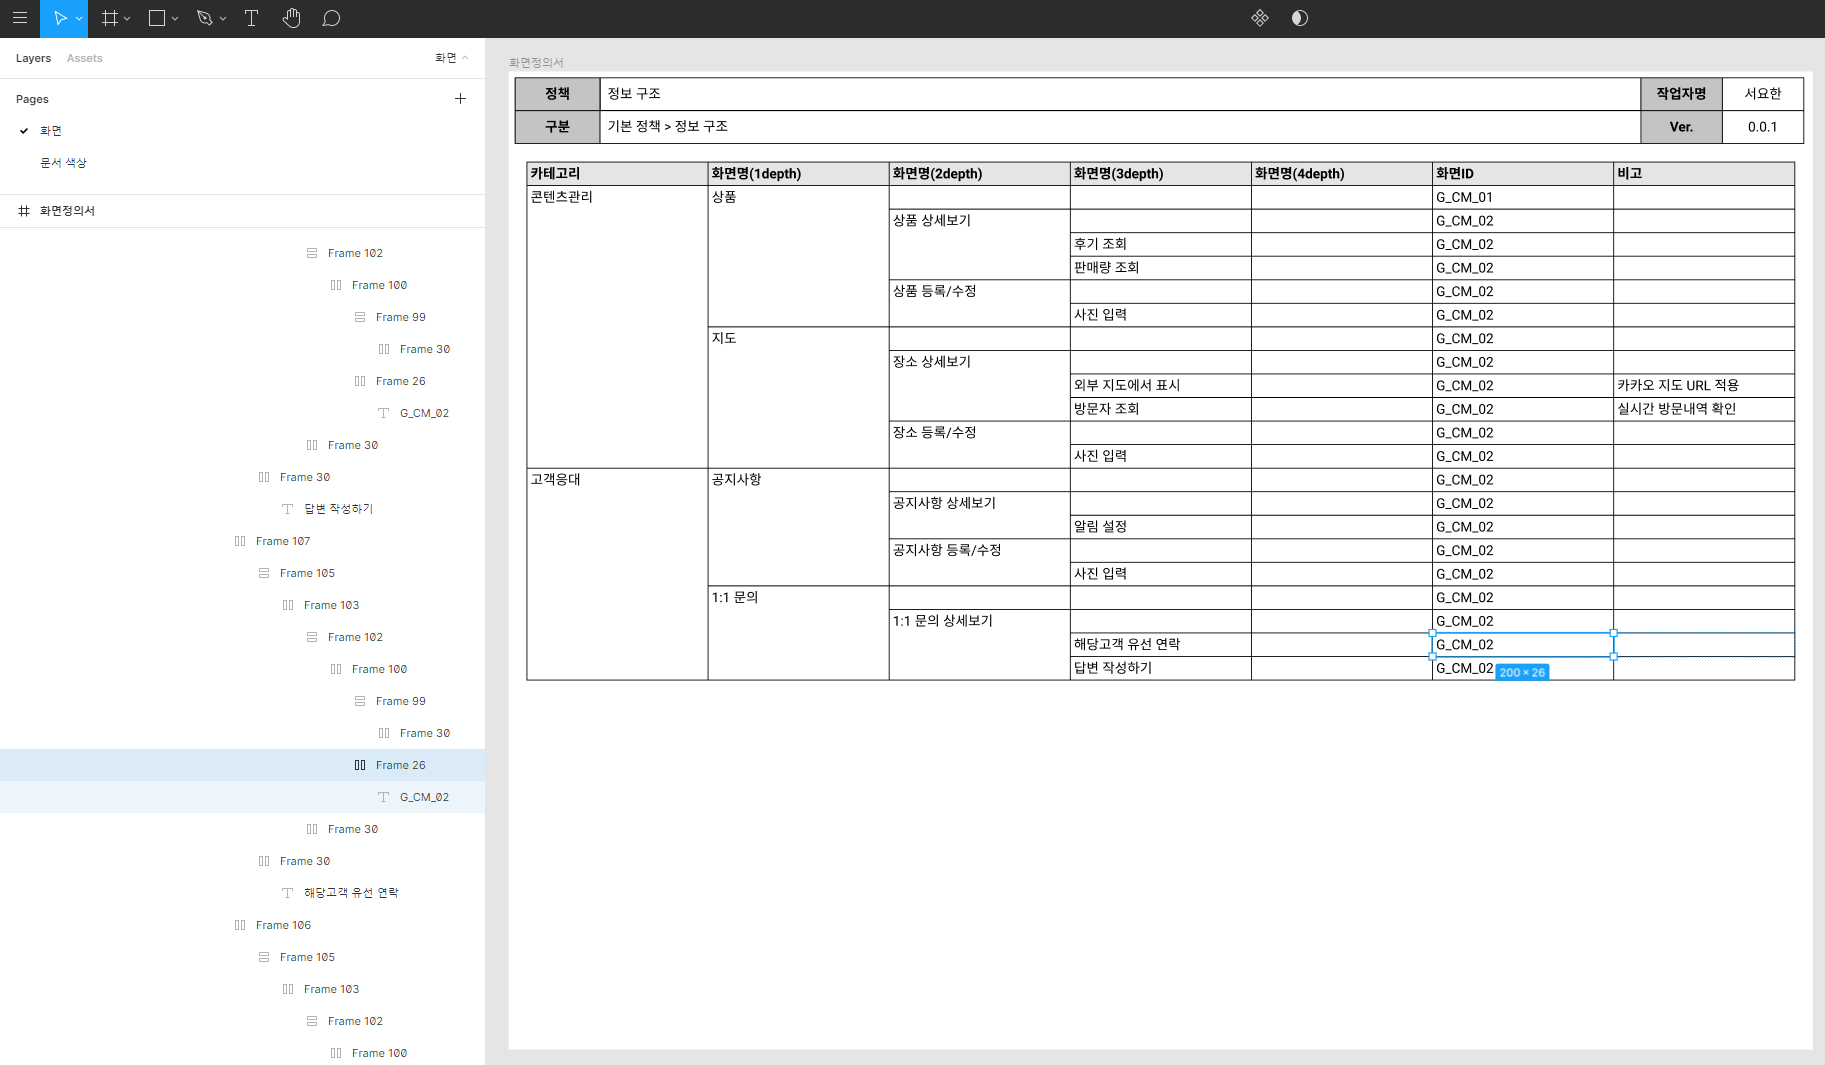 Layers Assets 화면
Pages
화면
문서 색상
화면정의서
Frame 102
Frame 100
Frame 99
Frame 30
Frame 26
G_CM_02
Frame 30
Frame 30
답변 작성하기
Frame 107
Frame 105
Frame 103
Frame 102
Frame 100
Frame 99
Frame 30
Frame 26
G_CM_02
Frame 30
Frame 30
해당고객 유선 연락
Frame 106
Frame 105
Frame 103
Frame 102
Frame 100
화면정의서
정책 정보 구조 작업자명 서요한
구분 기본 정책 > 정보 구조 Ver. 0.0.1
카테고리 화면명(1depth) 화면명(2depth) 화면명(3depth) 화면명(4depth) 화면ID 비고
콘텐츠관리 상품 G_CM_01
상품 상세보기 G_CM_02
후기 조회 G_CM_02
판매량 조회 G_CM_02
상품 등록/수정 G_CM_02
사진 입력 G_CM_02
지도 G_CM_02
장소 상세보기 G_CM_02
외부 지도에서 표시 G_CM_02 카카오 지도 URL 적용
방문자 조회 G_CM_02 실시간 방문내역 확인
장소 등록/수정 G_CM_02
사진 입력 G_CM_02
고객응대 공지사항 G_CM_02
공지사항 상세보기 G_CM_02
알림 설정 G_CM_02
공지사항 등록/수정 G_CM_02
사진 입력 G_CM_02
1:1 문의 G_CM_02
1:1 문의 상세보기 G_CM_02
해당고객 유선 연락 G_CM_02
답변 작성하기 G_CM_02 200 × 26